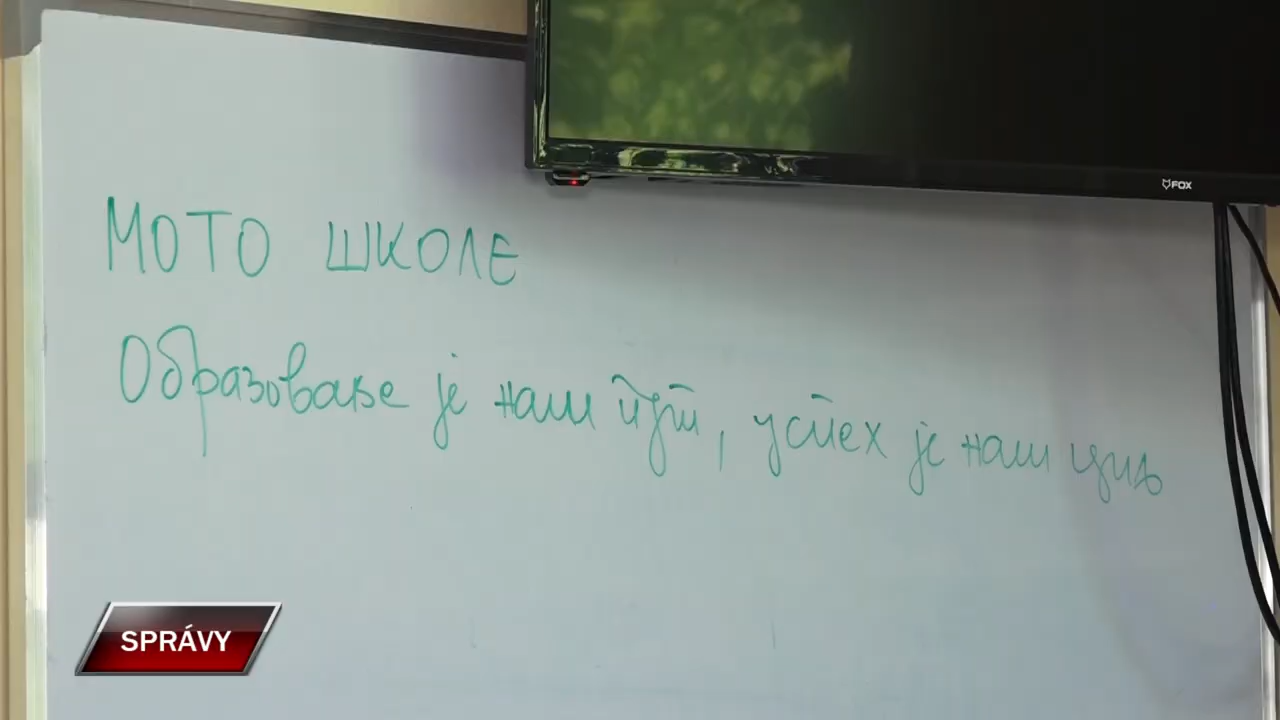 FOX
МОТО ШКОЛЕ
Образовање је наш пут, успех је наш циљ
SPRÁVY